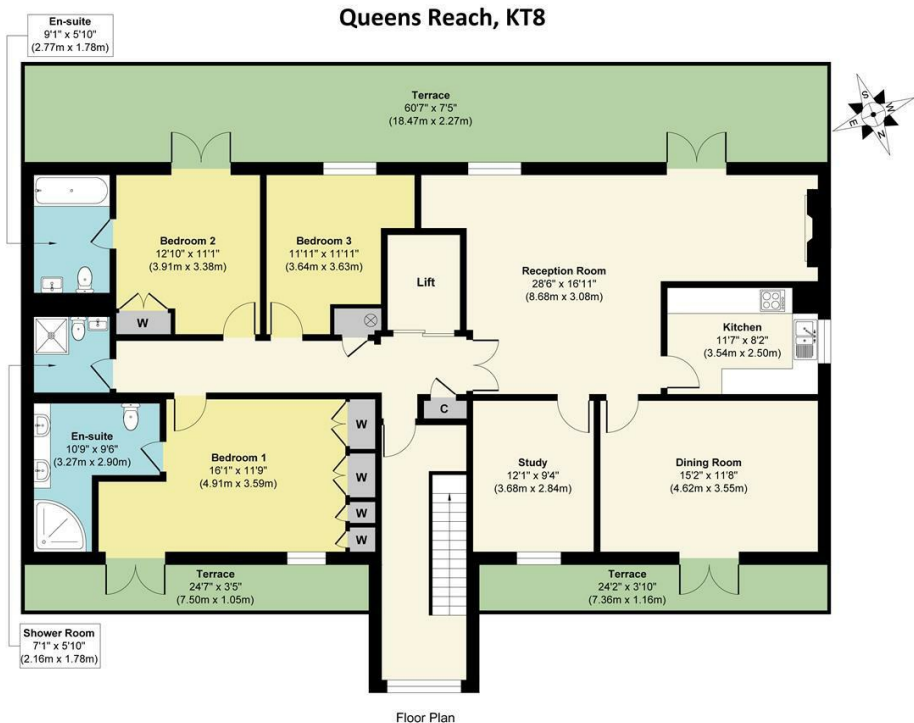 Queens Reach, KT8
En-suite
9'1" x 5'10"
(2.77m x 1.78m)
Terrace
60'7" x 7'5"
(18.47m x 2.27m)
S
W
E
N
Bedroom 2
12'10" x 11'1"
(3.91m x 3.38m)
W
Bedroom 3
11'11" x 11'11"
(3.64m x 3.63m)
Lift
Reception Room
28'6" x 16'11"
(8.68m x 3.08m)
Kitchen
11'7" x 8'2"
(3.54m x 2.50m)
C
En-suite
10'9" x 9'6"
(3.27m x 2.90m)
Bedroom 1
16'1" x 11'9"
(4.91m x 3.59m)
W
W
W
W
Study
12'1" x 9'4"
(3.68m x 2.84m)
Dining Room
15'2" x 11'8"
(4.62m x 3.55m)
Terrace
24'7" x 3'5"
(7.50m x 1.05m)
Terrace
24'2" x 3'10"
(7.36m x 1.16m)
Shower Room
7'1" x 5'10"
(2.16m x 1.78m)
Floor Plan